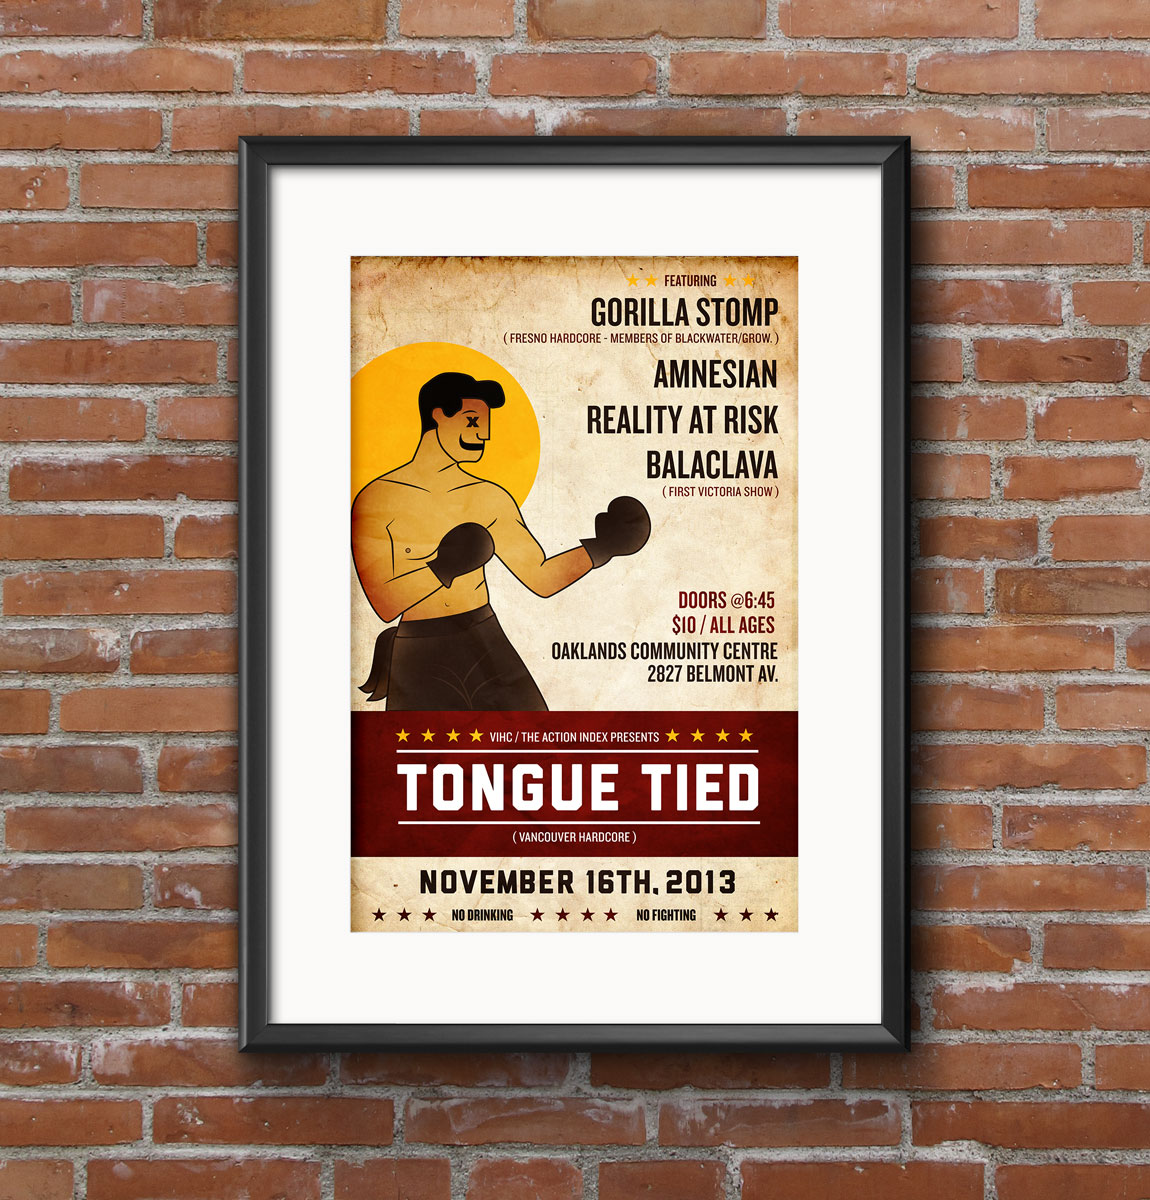 FEATURING
GORILLA STOMP
( FRESNO HARDCORE - MEMBERS OF BLACKWATER/GROW. )
AMNESIAN
REALITY AT RISK
BALACLAVA
( FIRST VICTORIA SHOW )
DOORS @6:45
$10 / ALL AGES
OAKLANDS COMMUNITY CENTRE
2827 BELMONT AV.
VIHC / THE ACTION INDEX PRESENTS
TONGUE TIED
( VANCOUVER HARDCORE )
NOVEMBER 16TH, 2013
NO DRINKING NO FIGHTING